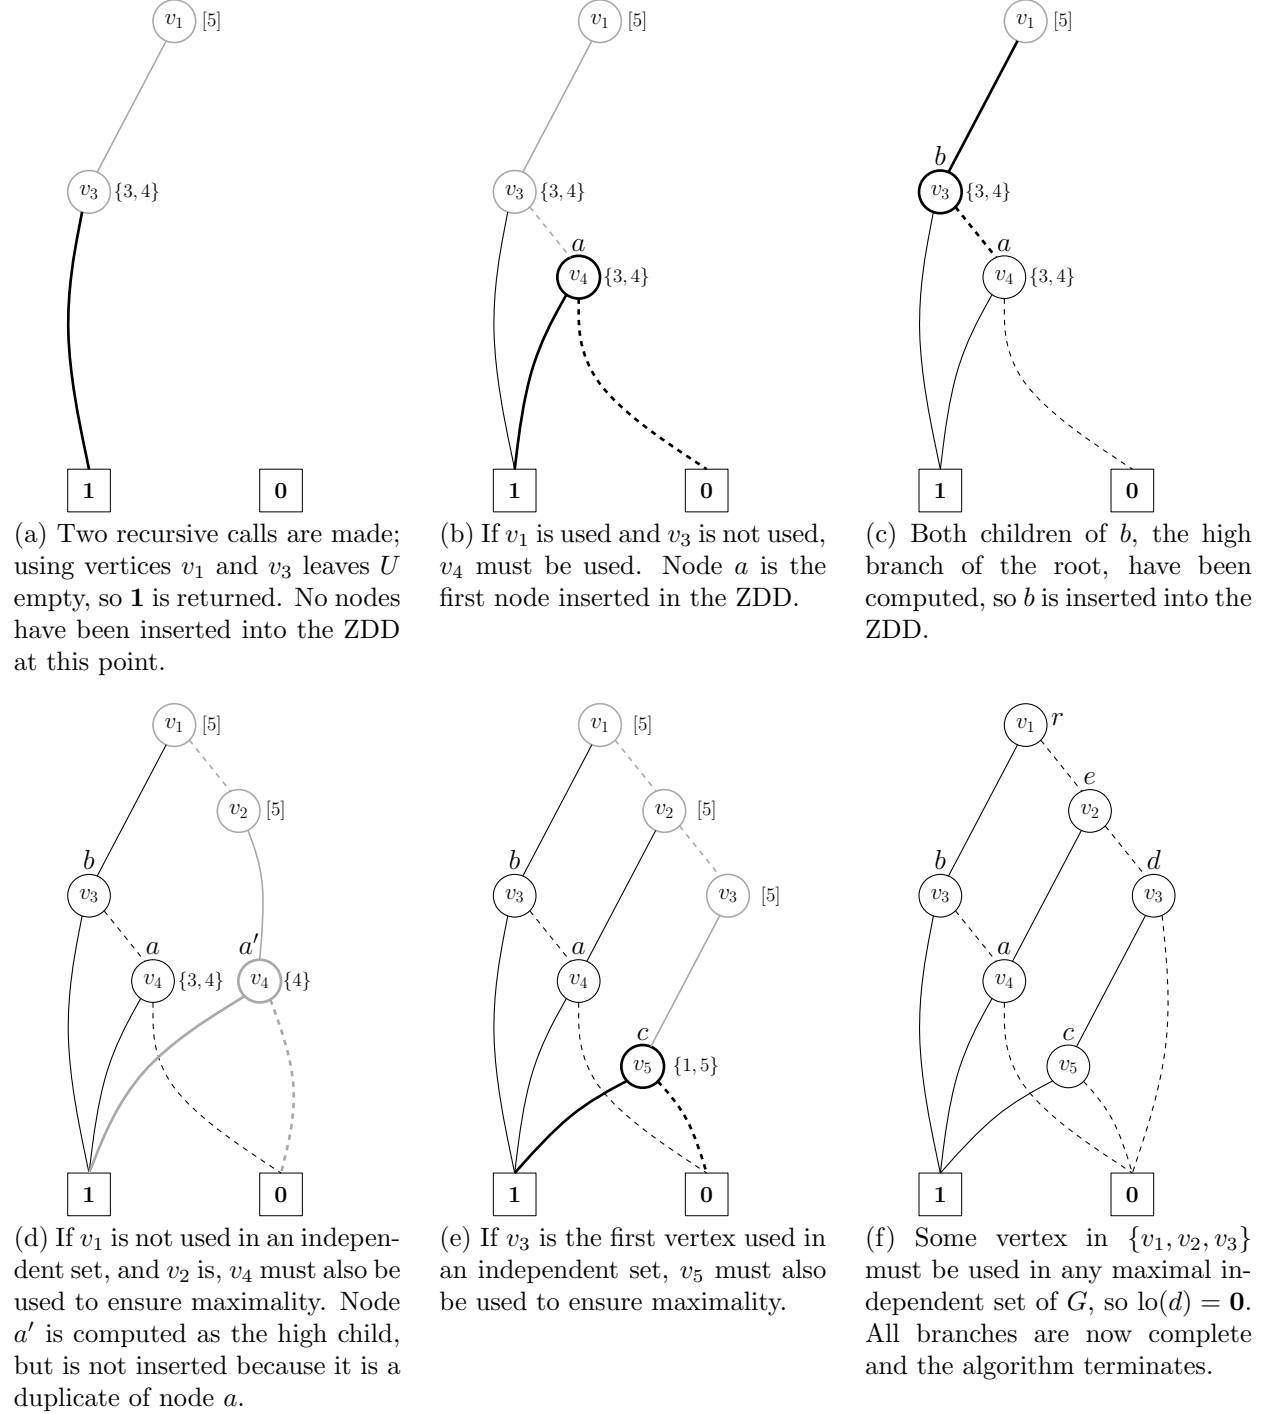 v1 [5]
v3 {3, 4}
1 0
(a) Two recursive calls are made;
using vertices v1 and v3 leaves U
empty, so 1 is returned. No nodes
have been inserted into the ZDD
at this point.
v1 [5]
v3 {3, 4}
a
v4 {3, 4}
1 0
(b) If v1 is used and v3 is not used,
v4 must be used. Node a is the
first node inserted in the ZDD.
v1 [5]
b
v3 {3, 4}
a
v4 {3, 4}
1 0
(c) Both children of b, the high
branch of the root, have been
computed, so b is inserted into the
ZDD.
v1 [5]
v2 [5]
b
v3
a a′
v4 {3, 4} v4 {4}
1 0
(d) If v1 is not used in an indepen-
dent set, and v2 is, v4 must also be
used to ensure maximality. Node
a′ is computed as the high child,
but is not inserted because it is a
duplicate of node a.
v1 [5]
v2 [5]
b
v3 v3 [5]
a
v4
c
v5 {1, 5}
1 0
(e) If v3 is the first vertex used in
an independent set, v5 must also
be used to ensure maximality.
v1 r
e
v2
b d
v3 v3
a
v4
c
v5
1 0
(f) Some vertex in {v1, v2, v3}
must be used in any maximal in-
dependent set of G, so lo(d) = 0.
All branches are now complete
and the algorithm terminates.